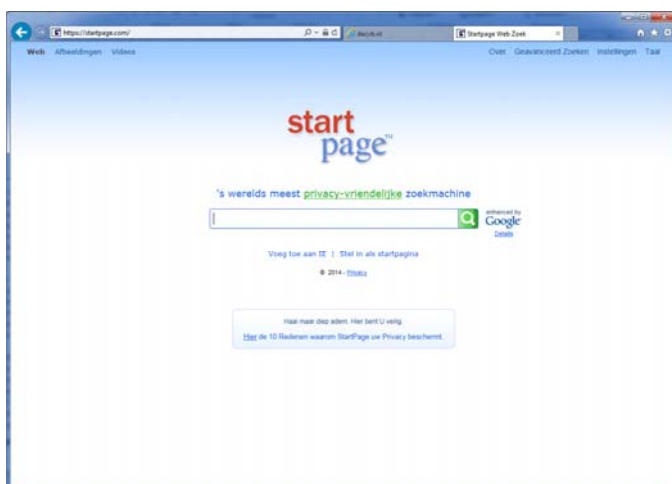 https://startpage.com/
Startpage Web Zoek
Web Afbeeldingen Videos
Over Geavanceerd Zoeken Instellingen Taal
start
page™
's werelds meest privacy-vriendelijke zoekmachine
enhanced by
Google
Details
Voeg toe aan IE | Stel in als startpagina
© 2014 - Privacy
Haal maar diep adem. Hier bent U veilig.
Hier de 10 Redenen waarom StartPage uw Privacy beschermt.